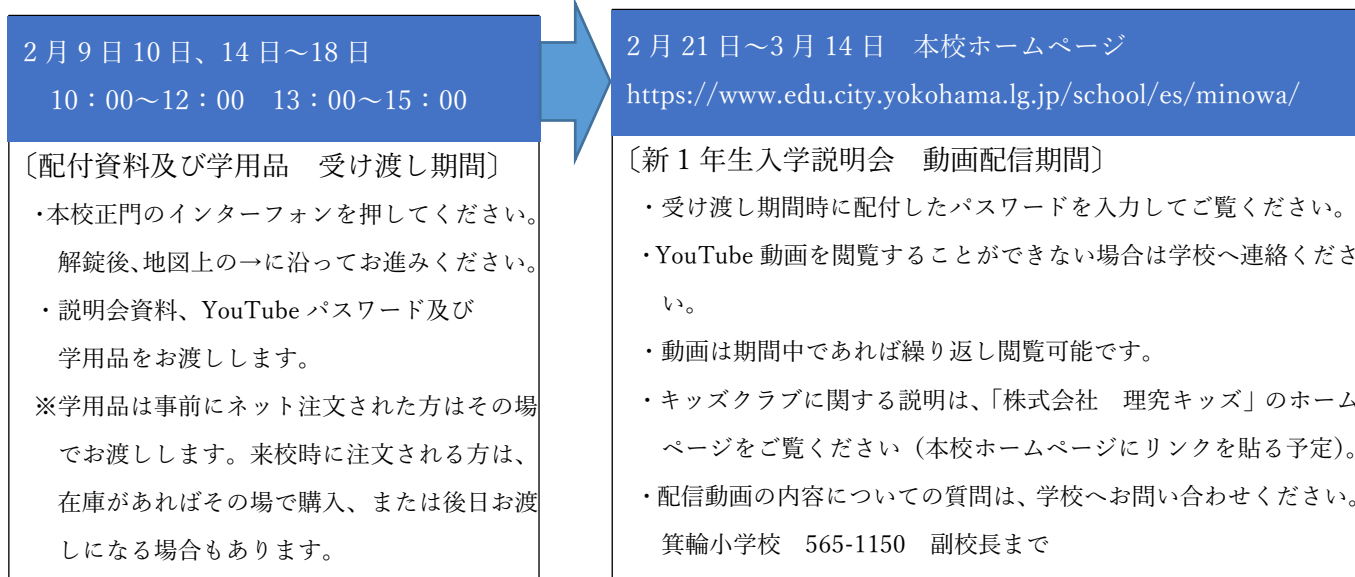 2月9日10日、14日～18日
10：00～12：00　13：00～15：00
〔配付資料及び学用品　受け渡し期間〕
・本校正門のインターフォンを押してください。
解錠後、地図上の→に沿ってお進みください。
・説明会資料、YouTube パスワード及び
学用品をお渡しします。
※学用品は事前にネット注文された方はその場
でお渡しします。来校時に注文される方は、
在庫があればその場で購入、または後日お渡
しになる場合もあります。
2月21日～3月14日　本校ホームページ
https://www.edu.city.yokohama.lg.jp/school/es/minowa/
〔新1年生入学説明会　動画配信期間〕
・受け渡し期間時に配付したパスワードを入力してご覧ください。
・YouTube 動画を閲覧することができない場合は学校へ連絡くださ
い。
・動画は期間中であれば繰り返し閲覧可能です。
・キッズクラブに関する説明は、「株式会社　理究キッズ」のホーム
ページをご覧ください（本校ホームページにリンクを貼る予定)。
・配信動画の内容についての質問は、学校へお問い合わせください。
箕輪小学校　565-1150　副校長まで